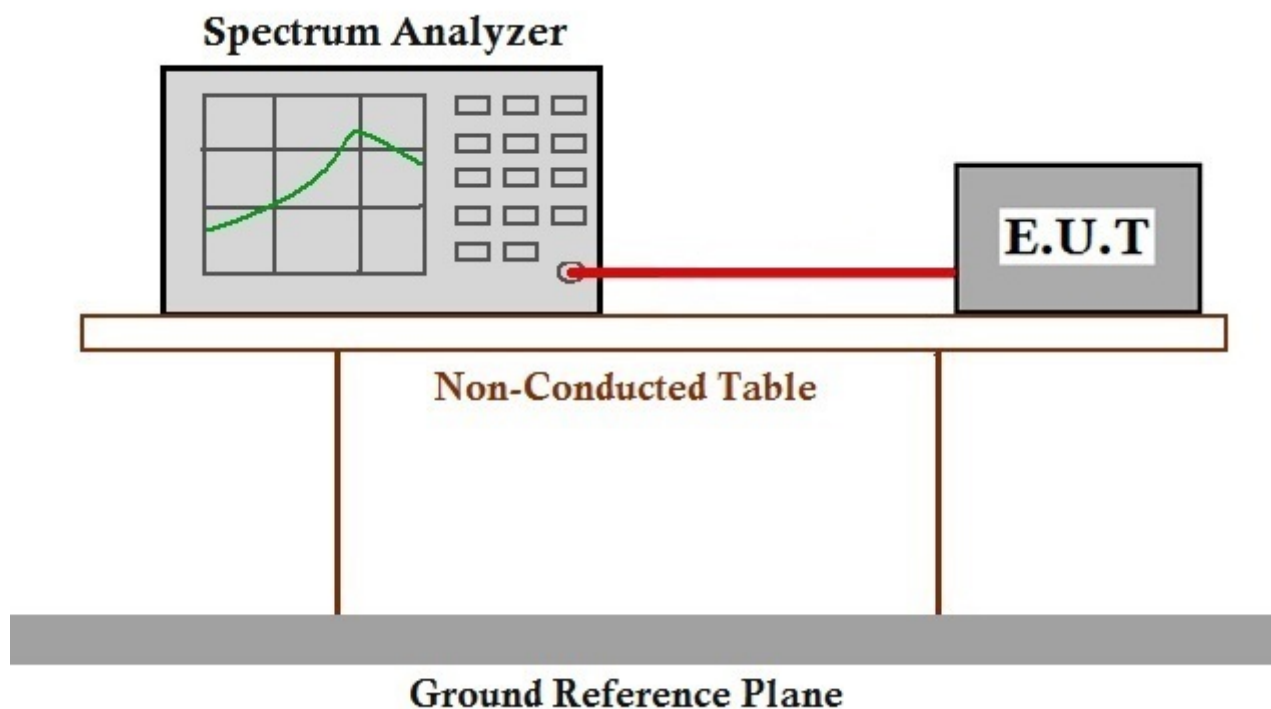 Spectrum Analyzer
E.U.T
Non-Conducted Table
Ground Reference Plane